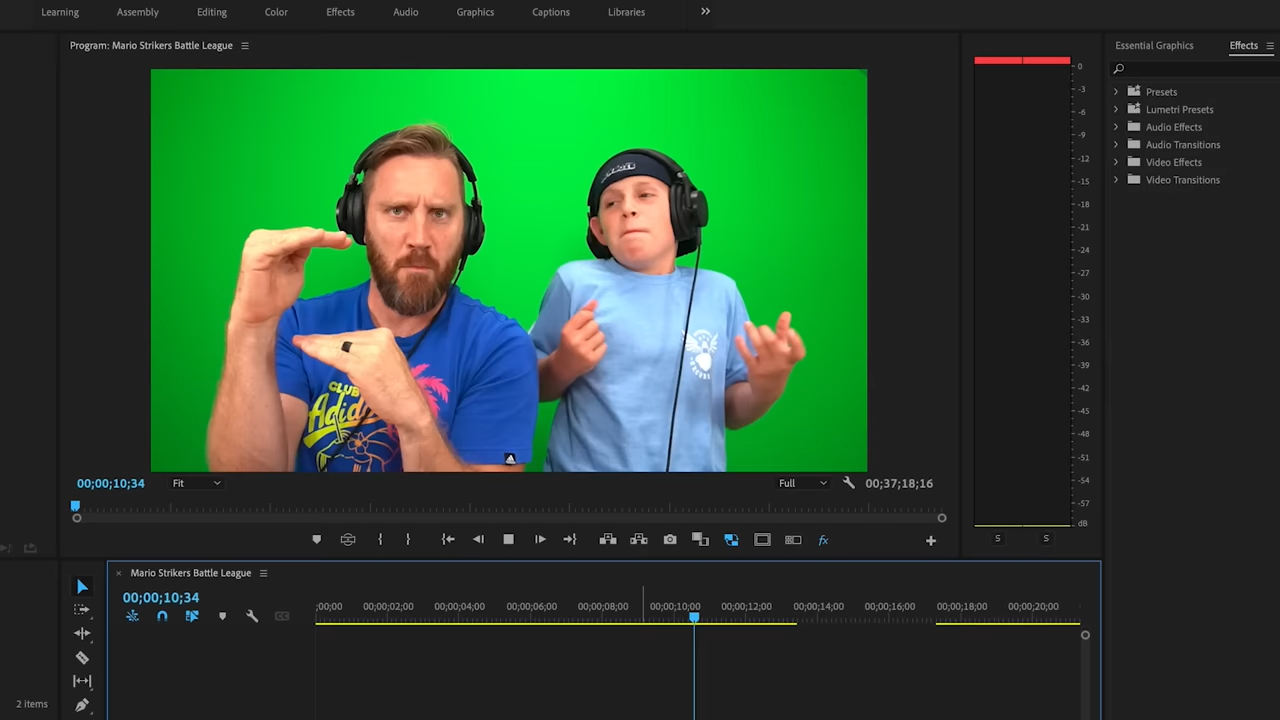 Learning Assembly Editing Color Effects Audio Graphics Captions Libraries
Program: Mario Strikers Battle League
Essential Graphics Effects
Presets
Lumetri Presets
Audio Effects
Audio Transitions
Video Effects
Video Transitions
0
-3
-6
-9
-12
-15
-18
-21
-24
-27
-30
-33
-36
-39
-42
-45
-48
-51
-54
-57
dB
S S
CLUB
Adid
00;00;10;34 Fit Full 00;37;18;16
fx
Mario Strikers Battle League
00;00;10;34
;00;00 00;00;02;00 00;00;04;00 00;00;06;00 00;00;08;00 00;00;10;00 00;00;12;00 00;00;14;00 00;00;16;00 00;00;18;00 00;00;20;00
CC
2 items